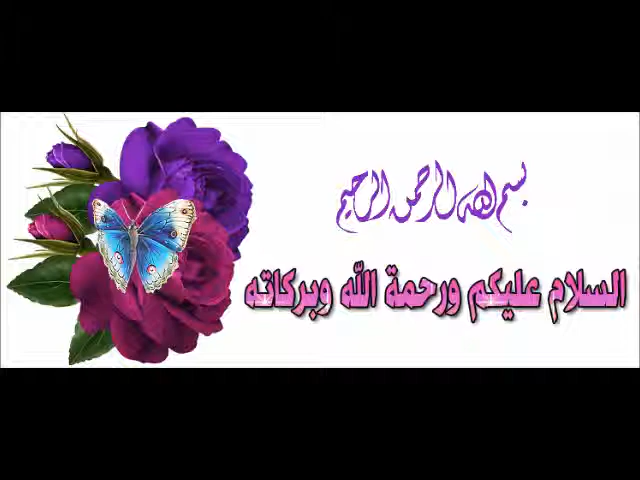 بسم الله الرحمن الرحيم
السلام عليكم ورحمة الله وبركاته